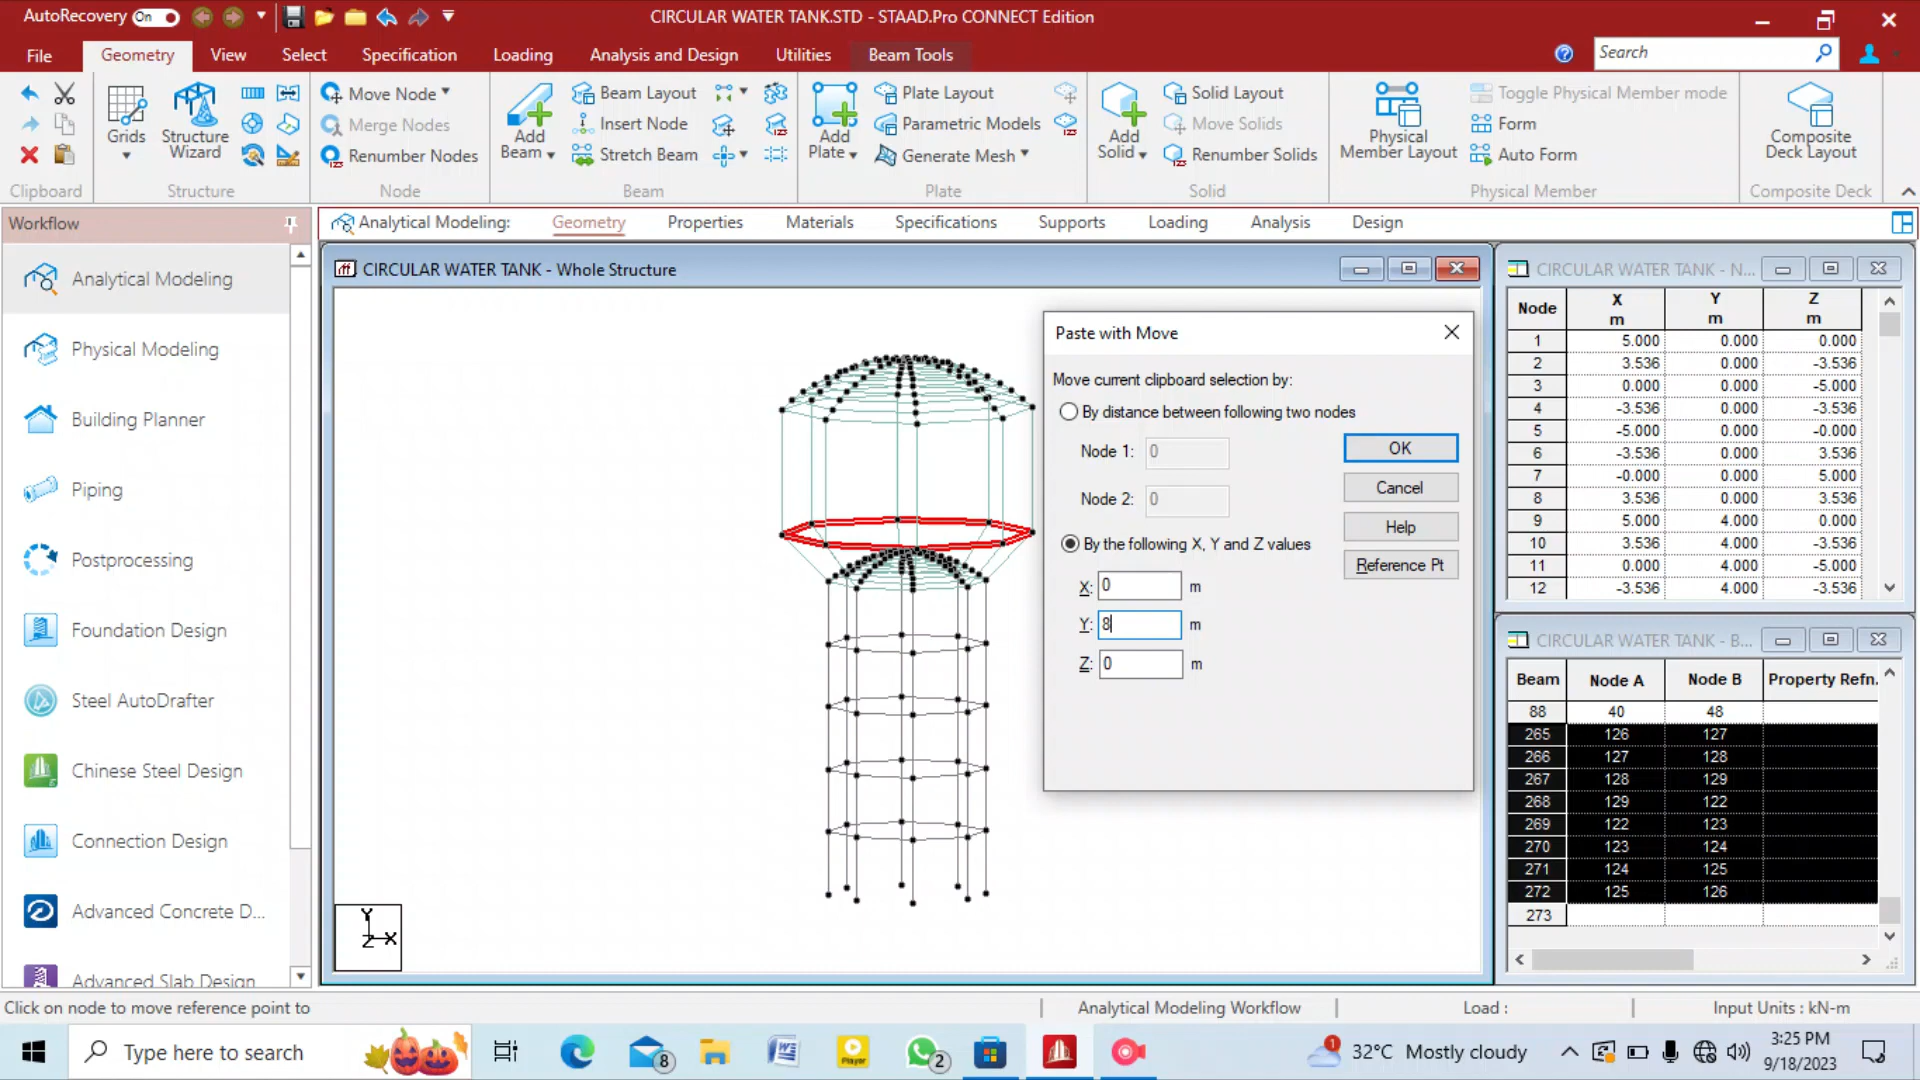 AutoRecovery On
CIRCULAR WATER TANK.STD - STAAD.Pro CONNECT Edition
File Geometry View Select Specification Loading Analysis and Design Utilities Beam Tools
Search
Grids
Structure Wizard
Move Node
Merge Nodes
Renumber Nodes
Add Beam
Beam Layout
Insert Node
Stretch Beam
Add Plate
Plate Layout
Parametric Models
Generate Mesh
Add Solid
Solid Layout
Move Solids
Renumber Solids
Physical Member Layout
Toggle Physical Member mode
Form
Auto Form
Composite Deck Layout
Clipboard Structure Node Beam Plate Solid Physical Member Composite Deck
Workflow
Analytical Modeling: Geometry Properties Materials Specifications Supports Loading Analysis Design
Analytical Modeling
Physical Modeling
Building Planner
Piping
Postprocessing
Foundation Design
Steel AutoDrafter
Chinese Steel Design
Connection Design
Advanced Concrete D...
Advanced Slab Design
CIRCULAR WATER TANK - Whole Structure
Y
Z X
Paste with Move
Move current clipboard selection by:
By distance between following two nodes
Node 1: 0
Node 2: 0
By the following X, Y and Z values
X: 0 m
Y: 8 m
Z: 0 m
OK
Cancel
Help
Reference Pt
CIRCULAR WATER TANK - N...
Node X m Y m Z m
1 5.000 0.000 0.000
2 3.536 0.000 -3.536
3 0.000 0.000 -5.000
4 -3.536 0.000 -3.536
5 -5.000 0.000 -0.000
6 -3.536 0.000 3.536
7 -0.000 0.000 5.000
8 3.536 0.000 3.536
9 5.000 4.000 0.000
10 3.536 4.000 -3.536
11 0.000 4.000 -5.000
12 -3.536 4.000 -3.536
CIRCULAR WATER TANK - B...
Beam Node A Node B Property Refn.
88 40 48
265 126 127
266 127 128
267 128 129
268 129 122
269 122 123
270 123 124
271 124 125
272 125 126
273
Click on node to move reference point to
Analytical Modeling Workflow
Load :
Input Units : kN-m
Type here to search
8
Player
2
1
32°C Mostly cloudy
3:25 PM
9/18/2023